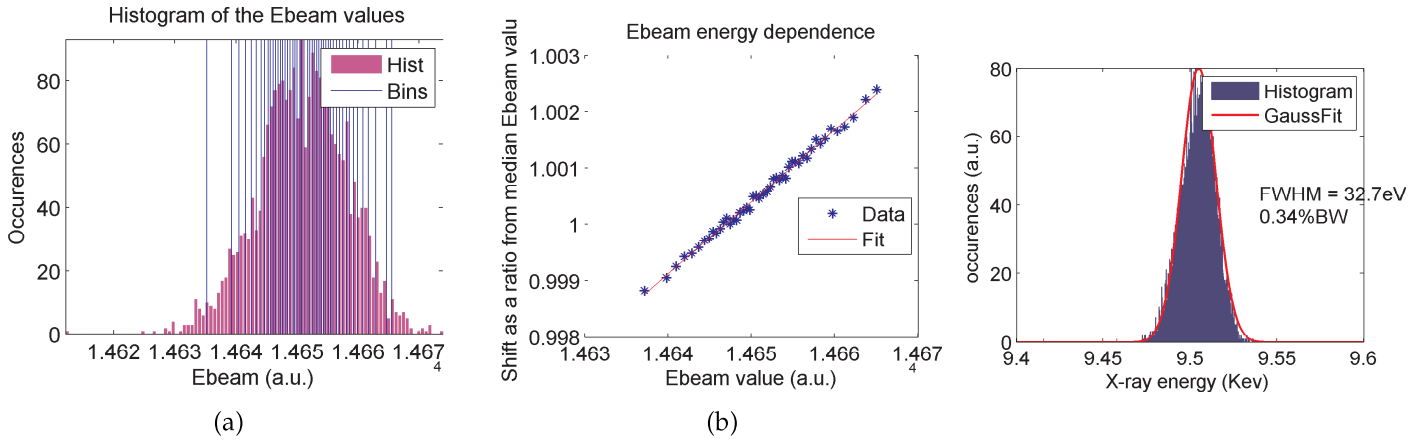 Histogram of the Ebeam values
Occurences
80
60
40
20
0
Hist
Bins
1.462 1.463 1.464 1.465 1.466 1.467
4
Ebeam (a.u.)
(a)
Ebeam energy dependence
Shift as a ratio from median Ebeam valu
1.003
1.002
1.001
1
0.999
0.998
Data
Fit
1.463 1.464 1.465 1.466 1.467
4
Ebeam value (a.u.)
(b)
occurences (a.u.)
80
60
40
20
0
Histogram
GaussFit
FWHM = 32.7eV
0.34%BW
9.4 9.45 9.5 9.55 9.6
X-ray energy (Kev)